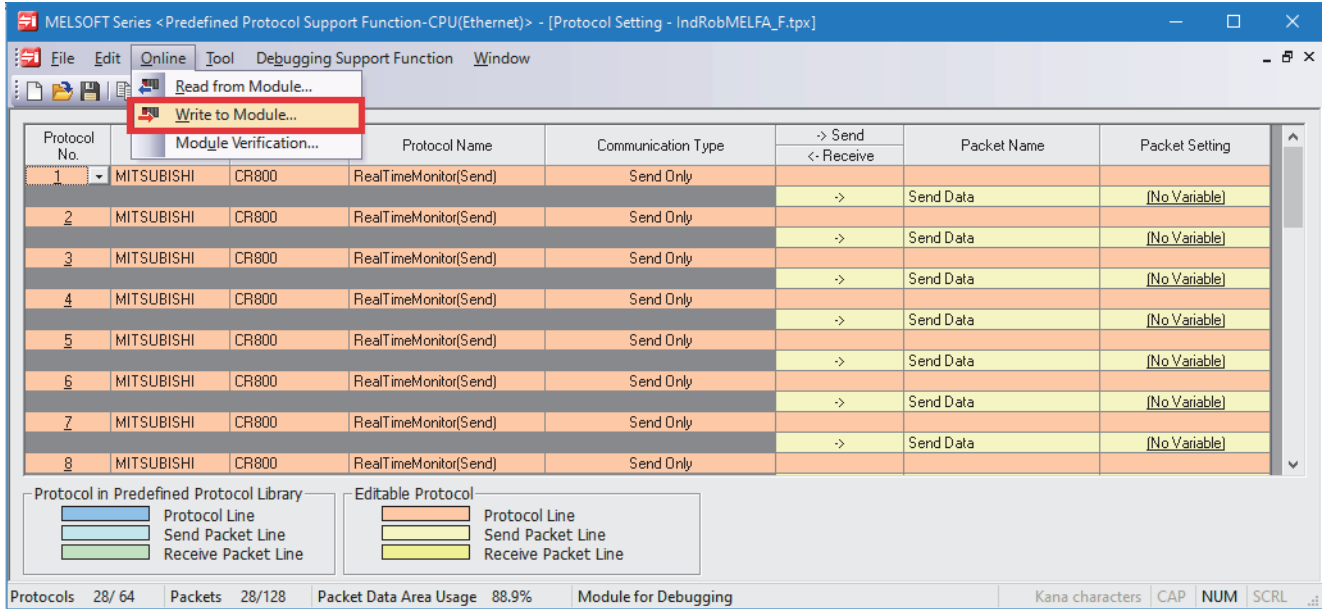 MELSOFT Series <Predefined Protocol Support Function-CPU(Ethernet)> - [Protocol Setting - IndRobMELFA_F.tpx]
File Edit Online Tool Debugging Support Function Window
Read from Module...
Write to Module...
Module Verification...
Protocol No. Protocol Name Communication Type -> Send <- Receive Packet Name Packet Setting
1 MITSUBISHI CR800 RealTimeMonitor(Send) Send Only
-> Send Data (No Variable)
2 MITSUBISHI CR800 RealTimeMonitor(Send) Send Only
-> Send Data (No Variable)
3 MITSUBISHI CR800 RealTimeMonitor(Send) Send Only
-> Send Data (No Variable)
4 MITSUBISHI CR800 RealTimeMonitor(Send) Send Only
-> Send Data (No Variable)
5 MITSUBISHI CR800 RealTimeMonitor(Send) Send Only
-> Send Data (No Variable)
6 MITSUBISHI CR800 RealTimeMonitor(Send) Send Only
-> Send Data (No Variable)
7 MITSUBISHI CR800 RealTimeMonitor(Send) Send Only
-> Send Data (No Variable)
8 MITSUBISHI CR800 RealTimeMonitor(Send) Send Only
Protocol in Predefined Protocol Library
Protocol Line
Send Packet Line
Receive Packet Line
Editable Protocol
Protocol Line
Send Packet Line
Receive Packet Line
Protocols 28/ 64 Packets 28/128 Packet Data Area Usage 88.9% Module for Debugging Kana characters CAP NUM SCRL